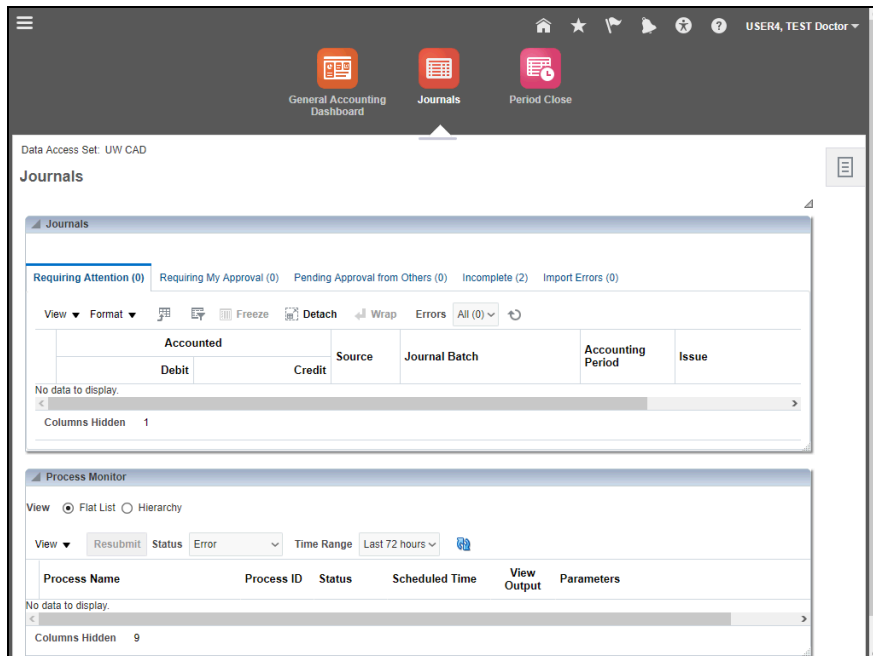 USER4, TEST Doctor
General Accounting Dashboard
Journals
Period Close
Data Access Set: UW CAD
Journals
Journals
Requiring Attention (0) Requiring My Approval (0) Pending Approval from Others (0) Incomplete (2) Import Errors (0)
View Format Freeze Detach Wrap Errors All (0)
Accounted
Debit Credit Source Journal Batch Accounting Period Issue
No data to display.
Columns Hidden 1
Process Monitor
View Flat List Hierarchy
View Resubmit Status Error Time Range Last 72 hours
Process Name Process ID Status Scheduled Time View Output Parameters
No data to display.
Columns Hidden 9